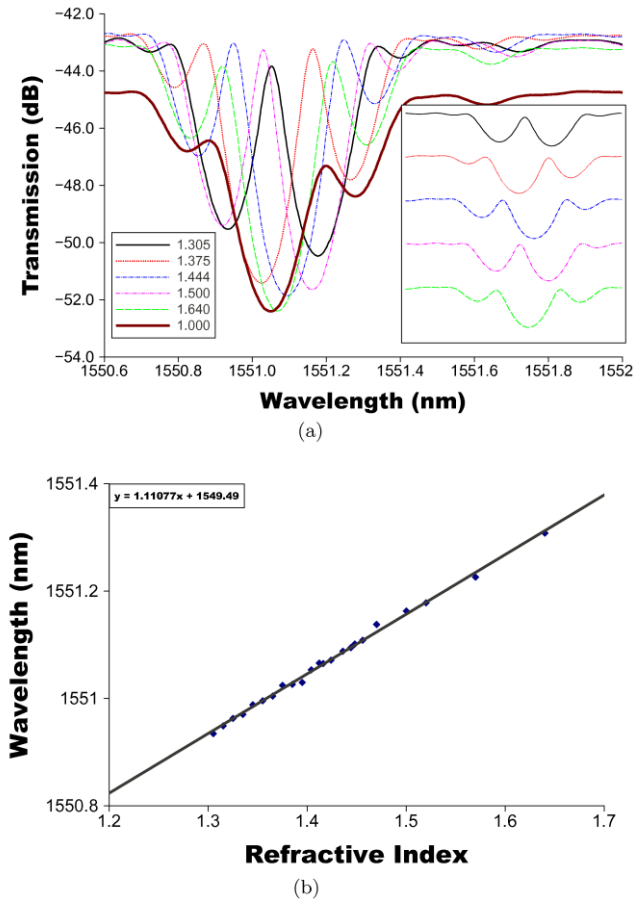 −42.0
−44.0
−46.0
−48.0
−50.0
−52.0
−54.0
Transmission (dB)
1.305
1.375
1.444
1.500
1.640
1.000
1550.6 1550.8 1551.0 1551.2 1551.4 1551.6 1551.8 1552
Wavelength (nm)
(a)
1551.4
1551.2
1551
1550.8
Wavelength (nm)
y = 1.11077x + 1549.49
1.2 1.3 1.4 1.5 1.6 1.7
Refractive Index
(b)